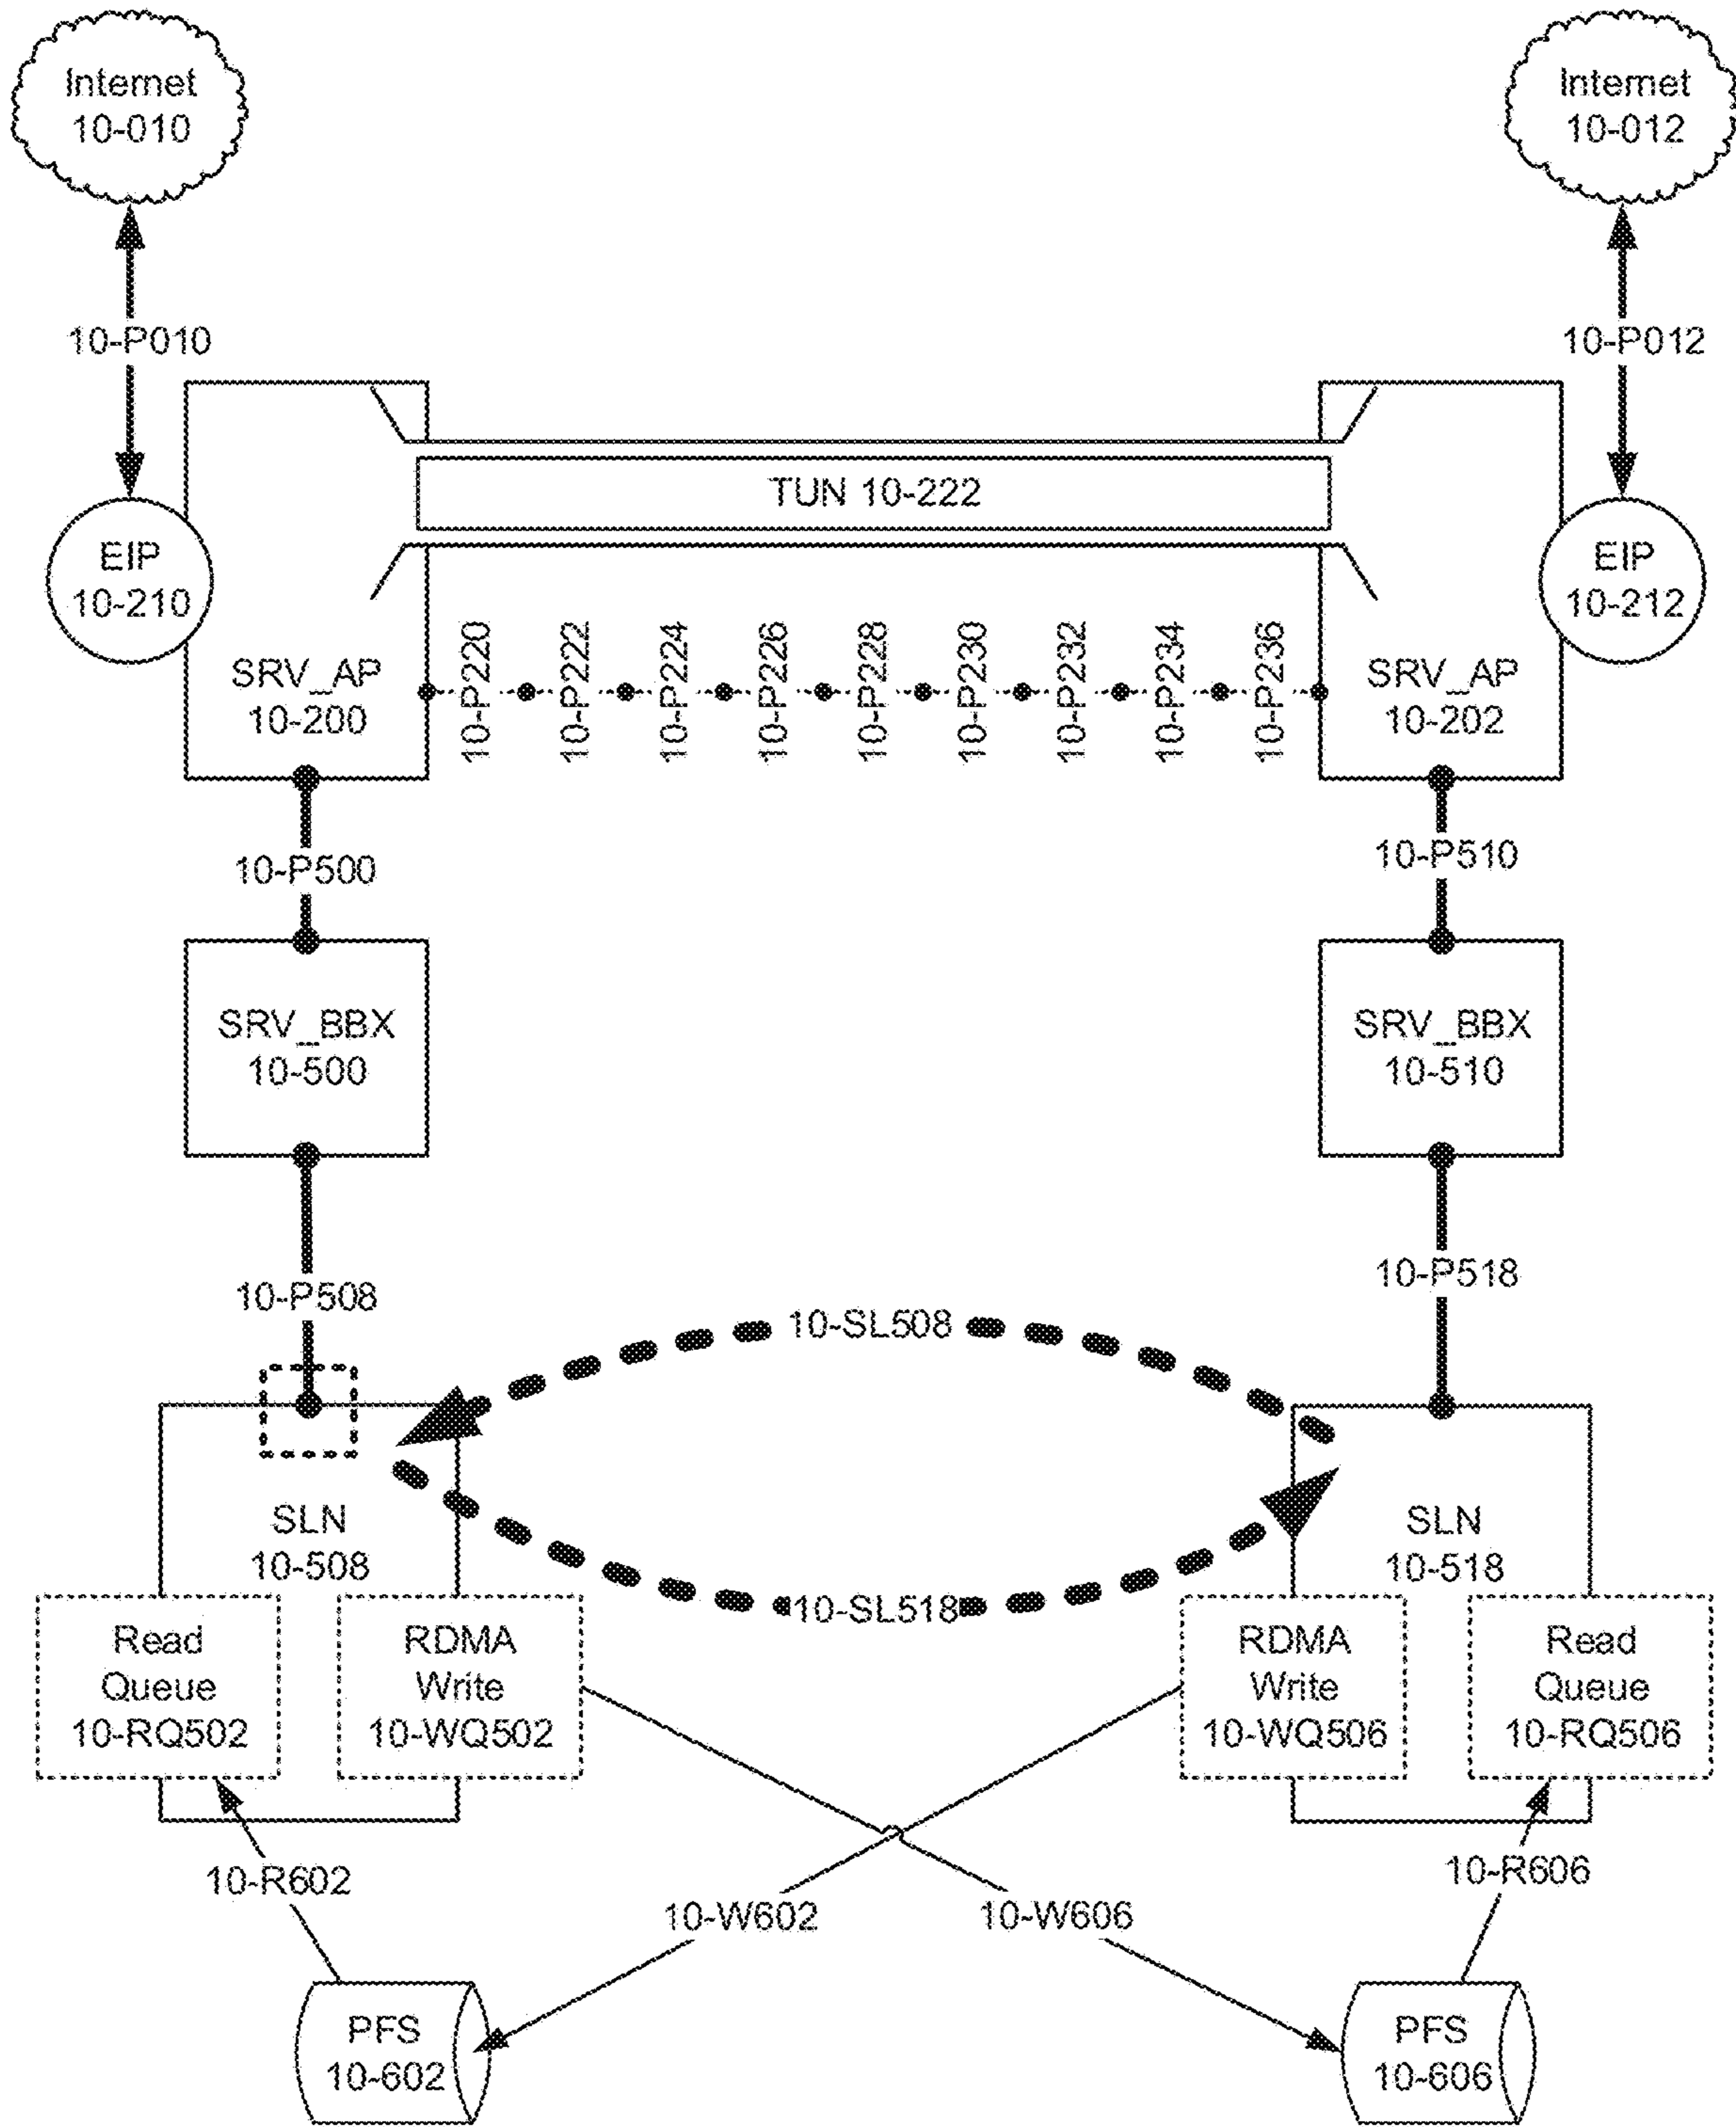 Internet
10-010
Internet
10-012
10-P010
10-P012
TUN 10-222
EIP
10-210
EIP
10-212
SRV_AP
10-200
10-P220
10-P222
10-P224
10-P226
10-P228
10-P230
10-P232
10-P234
10-P236
SRV_AP
10-202
10-P500
10-P510
SRV_BBX
10-500
SRV_BBX
10-510
10-P508
10-P518
10-SL508
SLN
10-508
SLN
10-518
10-SL518
Read
Queue
10-RQ502
RDMA
Write
10-WQ502
RDMA
Write
10-WQ506
Read
Queue
10-RQ506
10-R602
10-W602
10-W606
10-R606
PFS
10-602
PFS
10-606